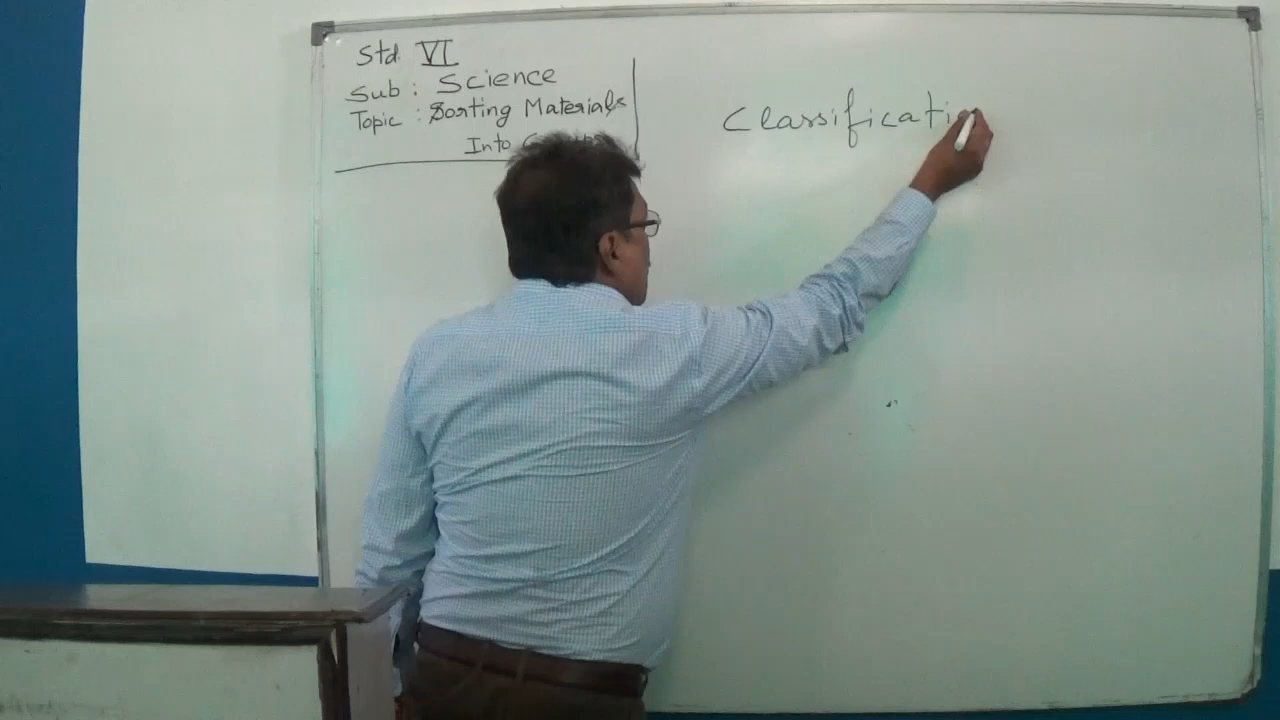 Std VI
Sub : Science
Topic : Sorting Materials
Into
Classificati